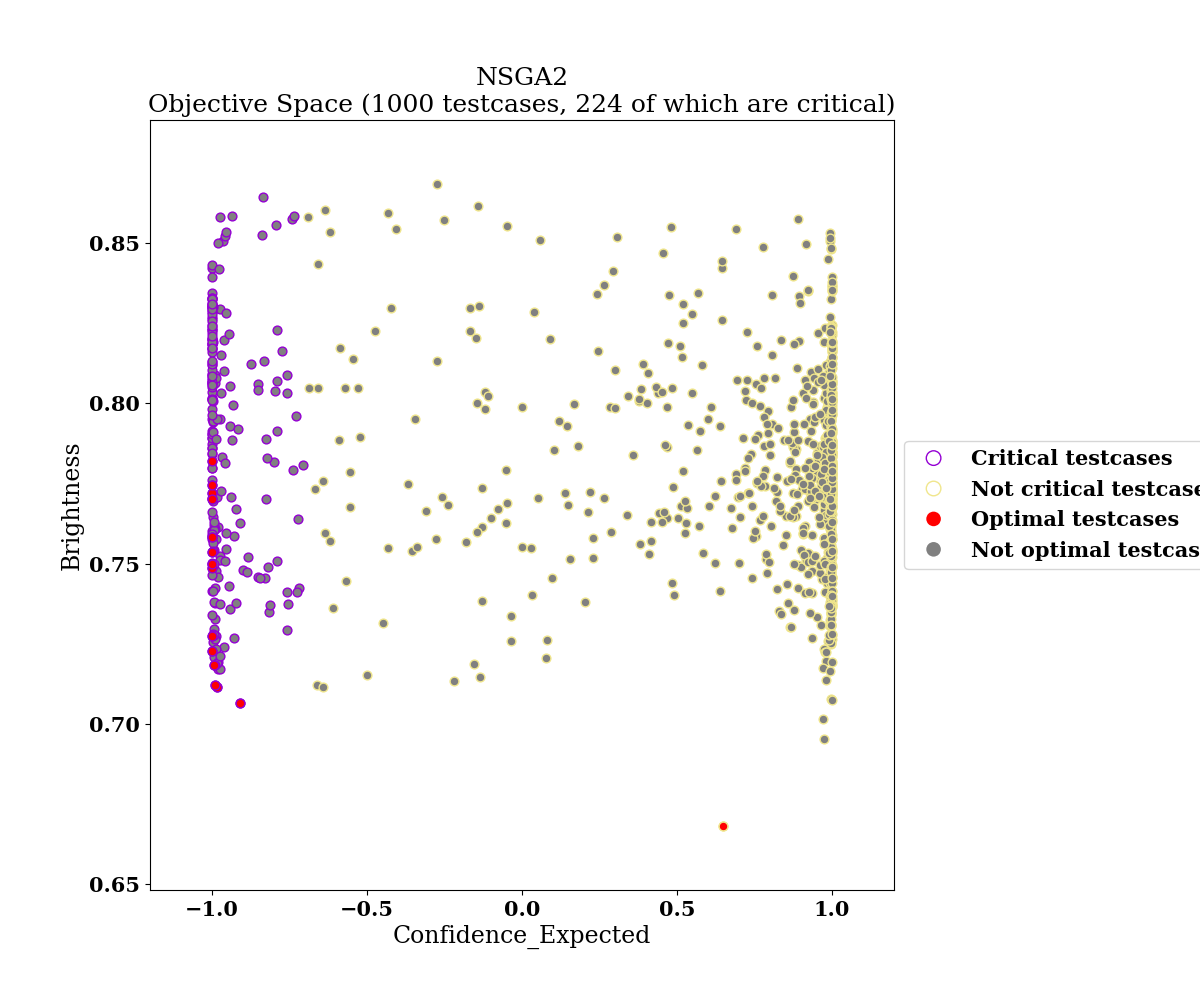 NSGA2
Objective Space (1000 testcases, 224 of which are critical)
Brightness
0.85
0.80
0.75
0.70
0.65
−1.0
−0.5
0.0
0.5
1.0
Confidence_Expected
Critical testcases
Not critical testcase
Optimal testcases
Not optimal testcas